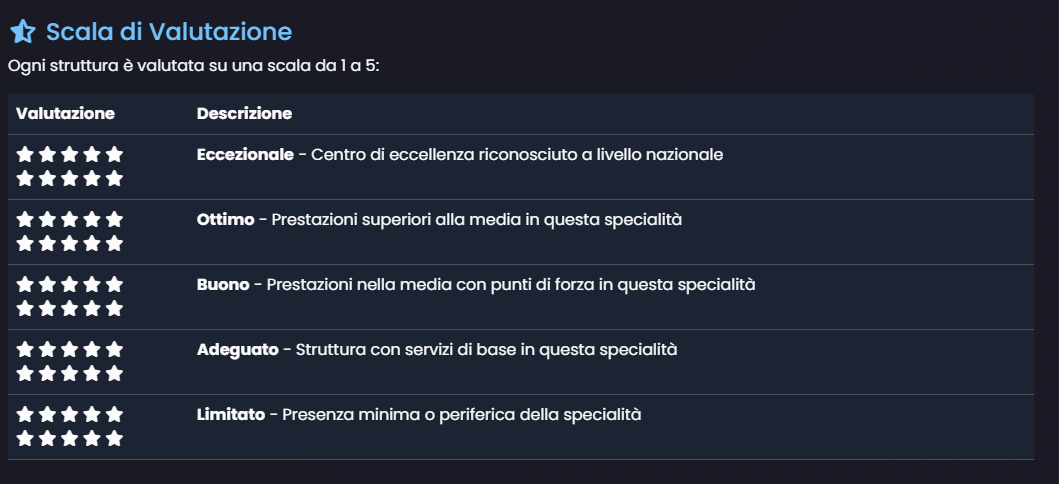 Scala di Valutazione
Ogni struttura è valutata su una scala da 1 a 5:
Valutazione Descrizione
Eccezionale - Centro di eccellenza riconosciuto a livello nazionale
Ottimo - Prestazioni superiori alla media in questa specialità
Buono - Prestazioni nella media con punti di forza in questa specialità
Adeguato - Struttura con servizi di base in questa specialità
Limitato - Presenza minima o periferica della specialità